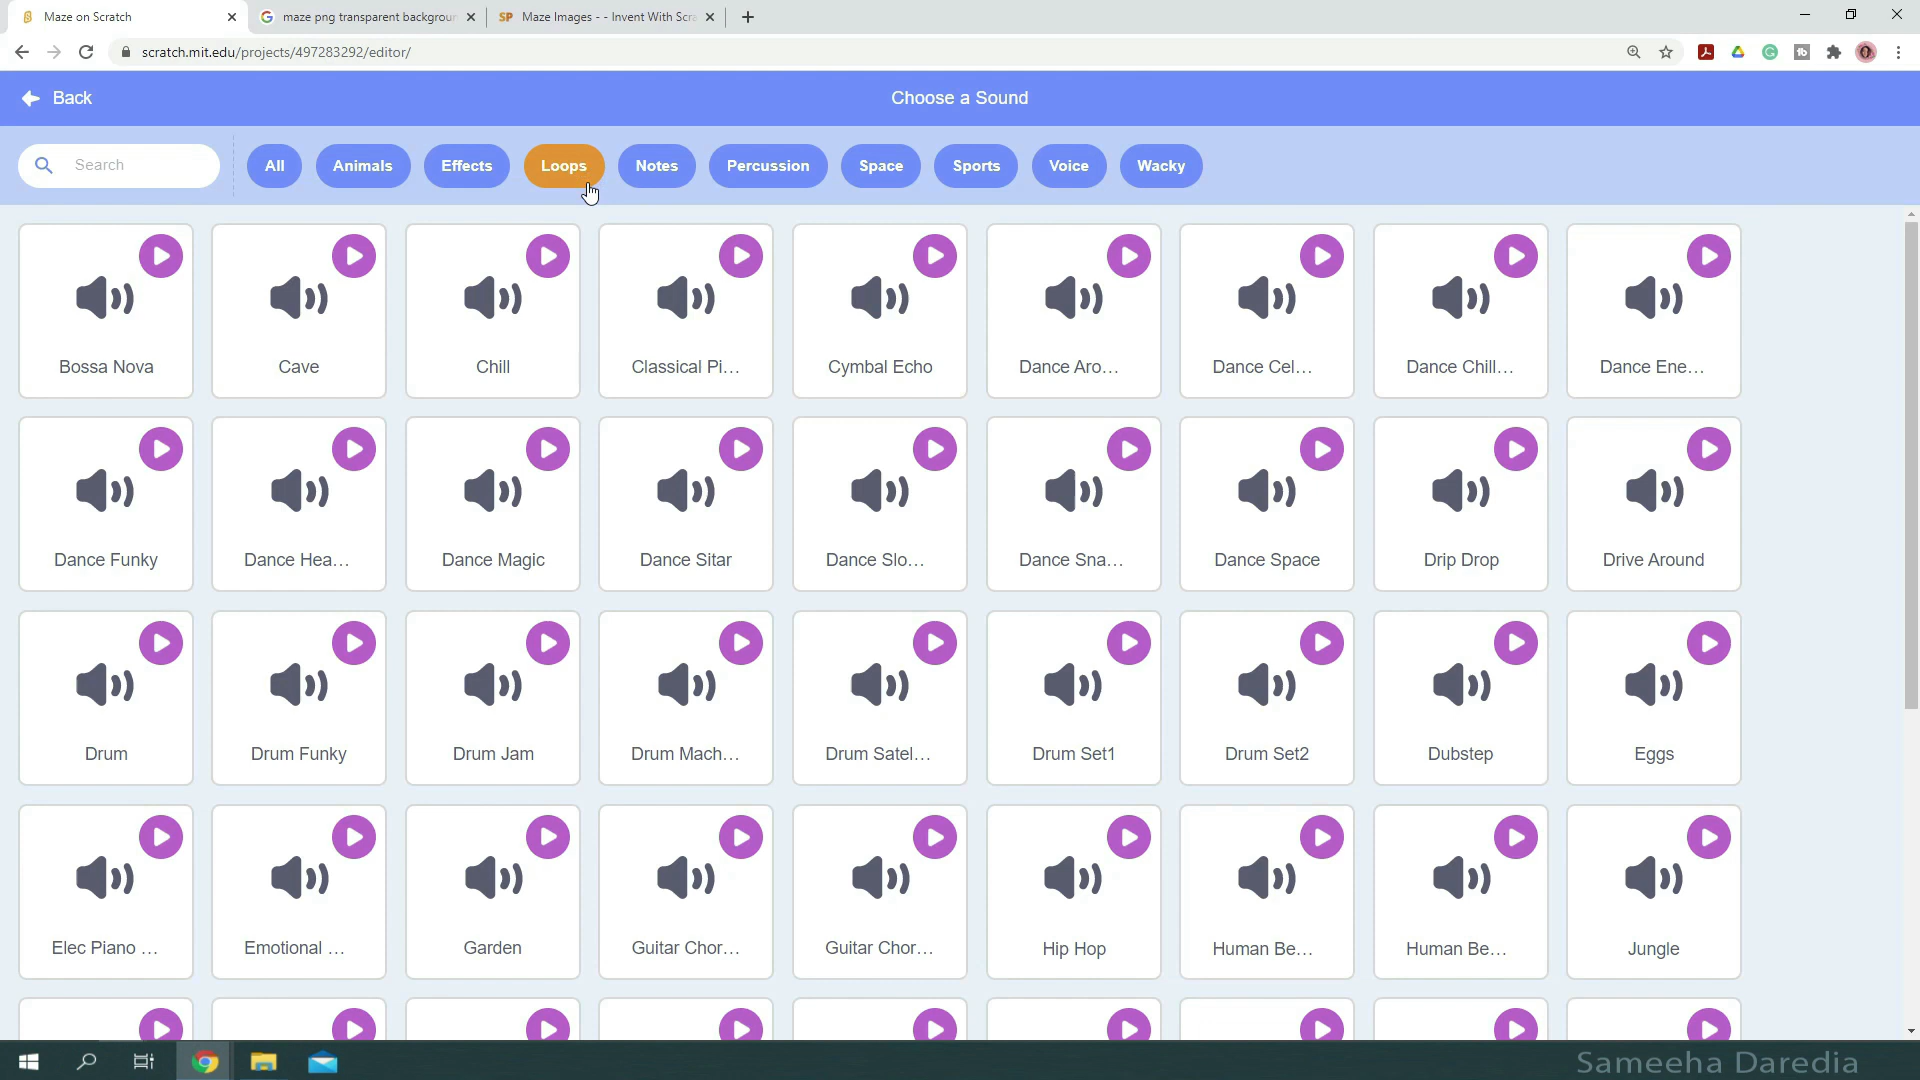 Maze on Scratch
maze png transparent backgroun
SP Maze Images - - Invent With Scra
scratch.mit.edu/projects/497283292/editor/
Back
Choose a Sound
Search
All
Animals
Effects
Loops
Notes
Percussion
Space
Sports
Voice
Wacky
Bossa Nova
Cave
Chill
Classical Pi...
Cymbal Echo
Dance Aro...
Dance Cel...
Dance Chill...
Dance Ene...
Dance Funky
Dance Hea...
Dance Magic
Dance Sitar
Dance Slo...
Dance Sna...
Dance Space
Drip Drop
Drive Around
Drum
Drum Funky
Drum Jam
Drum Mach...
Drum Satel...
Drum Set1
Drum Set2
Dubstep
Eggs
Elec Piano ...
Emotional ...
Garden
Guitar Chor...
Guitar Chor...
Hip Hop
Human Be...
Human Be...
Jungle
Sameeha Daredia